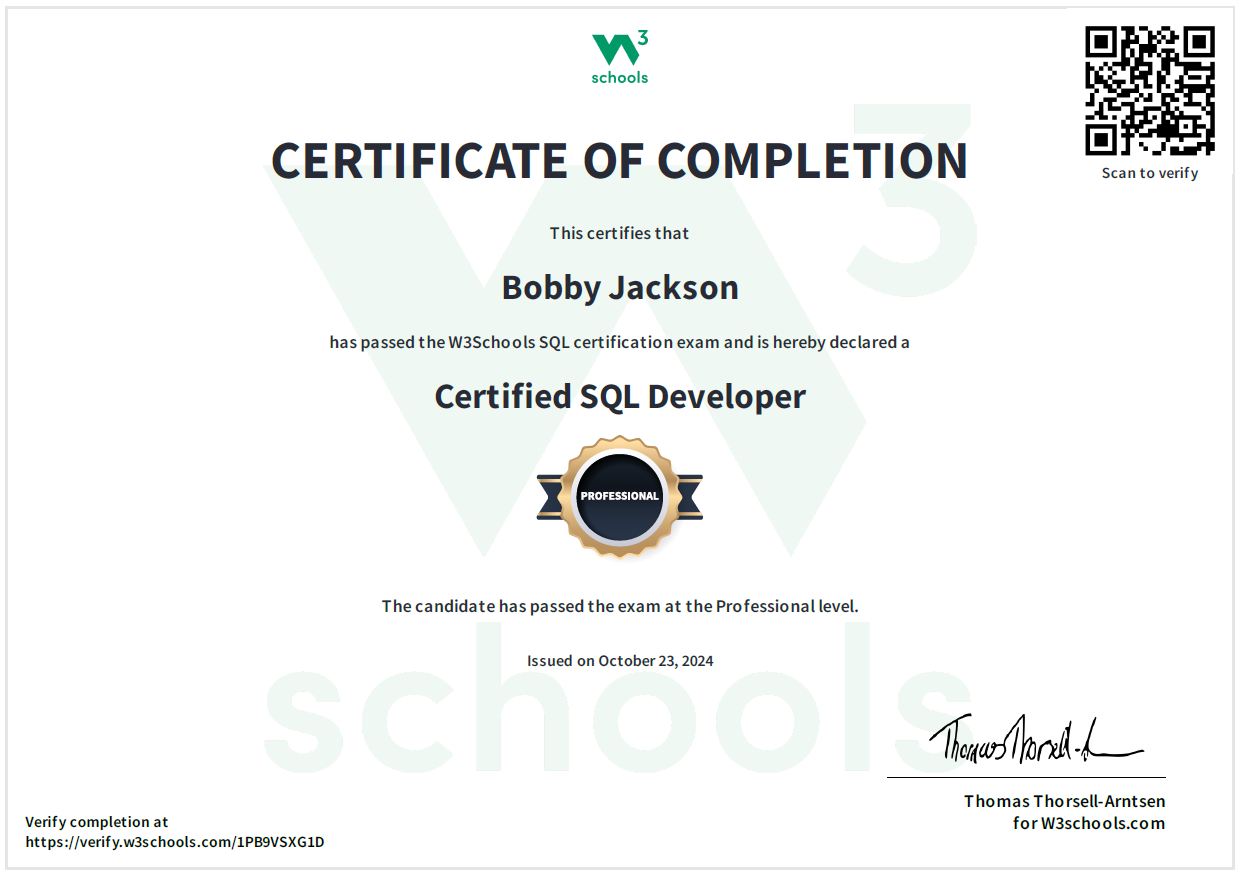 W3
schools
Scan to verify
CERTIFICATE OF COMPLETION
This certifies that
Bobby Jackson
has passed the W3Schools SQL certification exam and is hereby declared a
Certified SQL Developer
PROFESSIONAL
The candidate has passed the exam at the Professional level.
Issued on October 23, 2024
schools
Thomas Thorsell-A
Thomas Thorsell-Arntsen
for W3schools.com
Verify completion at
https://verify.w3schools.com/1PB9VSXG1D